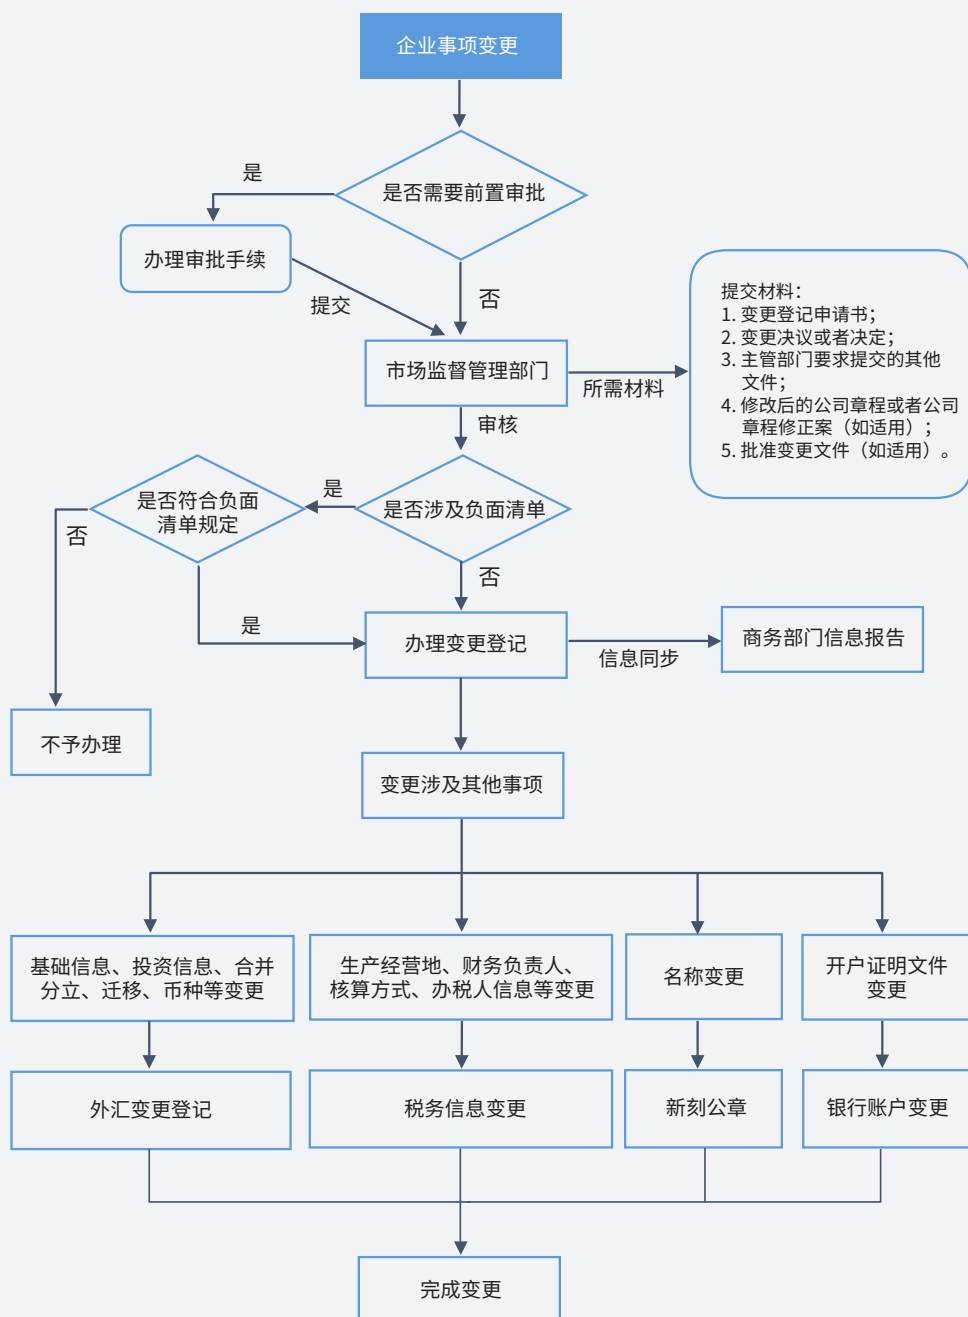 企业事项变更
是否需要前置审批
是
办理审批手续
提交
否
市场监督管理部门
所需材料
提交材料：
1. 变更登记申请书；
2. 变更决议或者决定；
3. 主管部门要求提交的其他
文件；
4. 修改后的公司章程或者公司
章程修正案（如适用）；
5. 批准变更文件（如适用）。
审核
是否涉及负面清单
是
是否符合负面
清单规定
否
否
是
办理变更登记
信息同步
商务部门信息报告
不予办理
变更涉及其他事项
基础信息、投资信息、合并
分立、迁移、币种等变更
生产经营地、财务负责人、
核算方式、办税人信息等变更
名称变更
开户证明文件
变更
外汇变更登记
税务信息变更
新刻公章
银行账户变更
完成变更